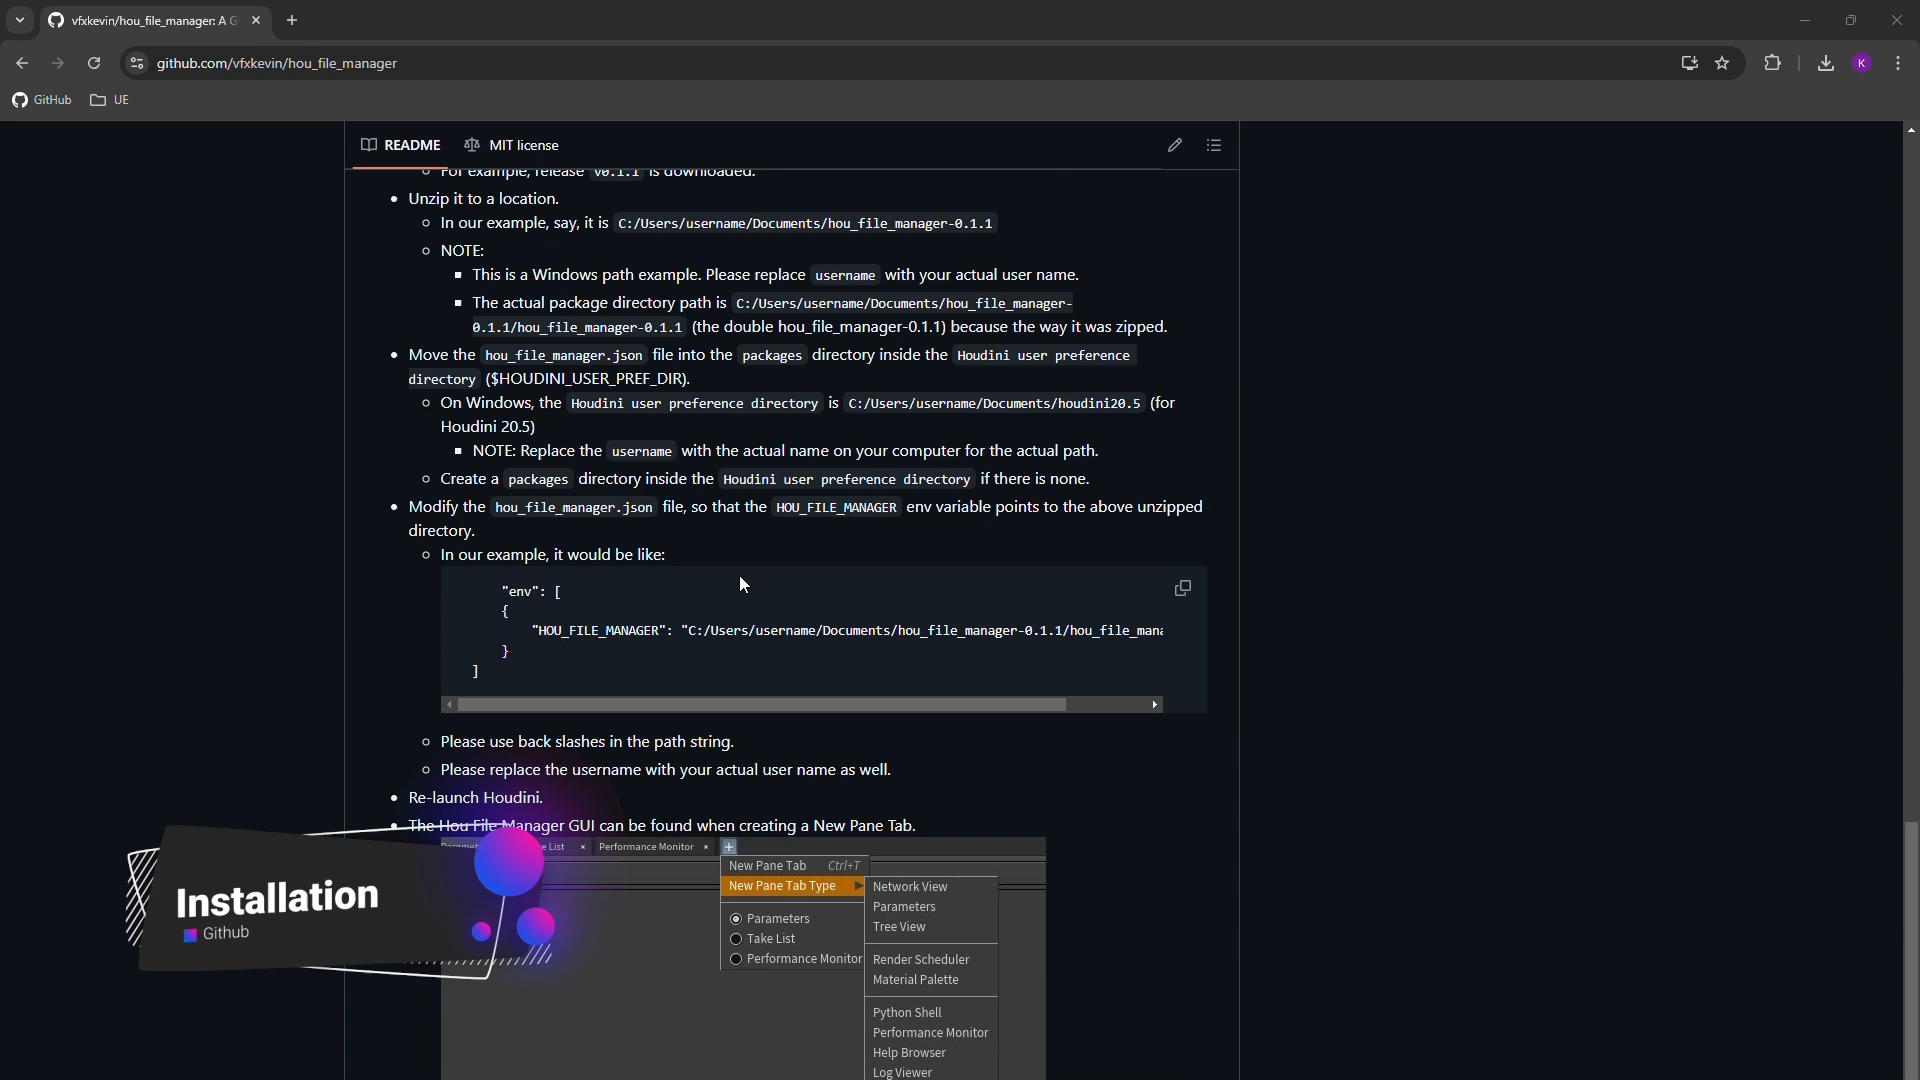 vfxkevin/hou_file_manager: A G
github.com/vfxkevin/hou_file_manager
K
GitHub
UE
README
MIT license
For example, release v0.1.1 is downloaded.
Unzip it to a location.
In our example, say, it is C:/Users/username/Documents/hou_file_manager-0.1.1
NOTE:
This is a Windows path example. Please replace username with your actual user name.
The actual package directory path is C:/Users/username/Documents/hou_file_manager-
0.1.1/hou_file_manager-0.1.1 (the double hou_file_manager-0.1.1) because the way it was zipped.
Move the hou_file_manager.json file into the packages directory inside the Houdini user preference
directory ($HOUDINI_USER_PREF_DIR).
On Windows, the Houdini user preference directory is C:/Users/username/Documents/houdini20.5 (for
Houdini 20.5)
NOTE: Replace the username with the actual name on your computer for the actual path.
Create a packages directory inside the Houdini user preference directory if there is none.
Modify the hou_file_manager.json file, so that the HOU_FILE_MANAGER env variable points to the above unzipped
directory.
In our example, it would be like:
"env": [
{
"HOU_FILE_MANAGER": "C:/Users/username/Documents/hou_file_manager-0.1.1/hou_file_mana
}
]
Please use back slashes in the path string.
Please replace the username with your actual user name as well.
Re-launch Houdini.
The Hou File Manager GUI can be found when creating a New Pane Tab.
e List
Performance Monitor
New Pane Tab Ctrl+T
New Pane Tab Type
Network View
Parameters
Tree View
Parameters
Take List
Performance Monitor
Render Scheduler
Material Palette
Python Shell
Performance Monitor
Help Browser
Log Viewer
Installation
Github